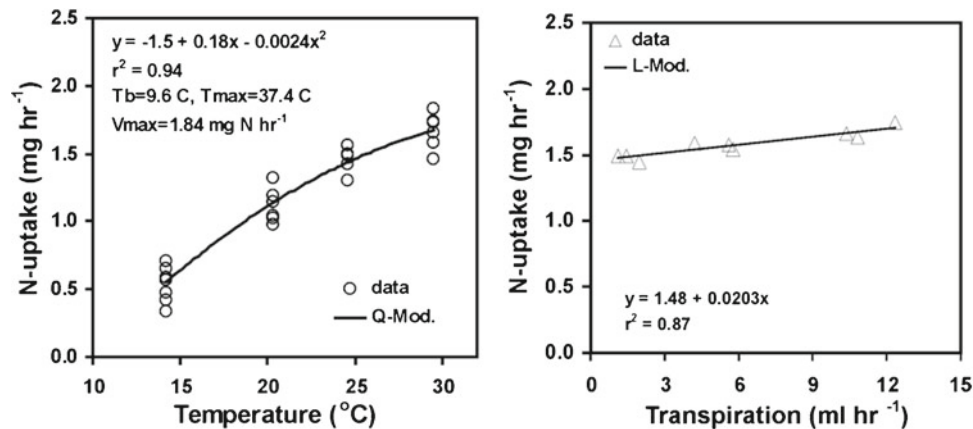 2.5
2.0
1.5
1.0
0.5
0.0
N-uptake (mg hr⁻¹)
y = -1.5 + 0.18x - 0.0024x²
r² = 0.94
Tb=9.6 C, Tmax=37.4 C
Vmax=1.84 mg N hr⁻¹
data
Q-Mod.
10 15 20 25 30
Temperature (°C)
2.5
2.0
1.5
1.0
0.5
0.0
N-uptake (mg hr⁻¹)
data
L-Mod.
y = 1.48 + 0.0203x
r² = 0.87
0 3 6 9 12 15
Transpiration (ml hr ⁻¹)